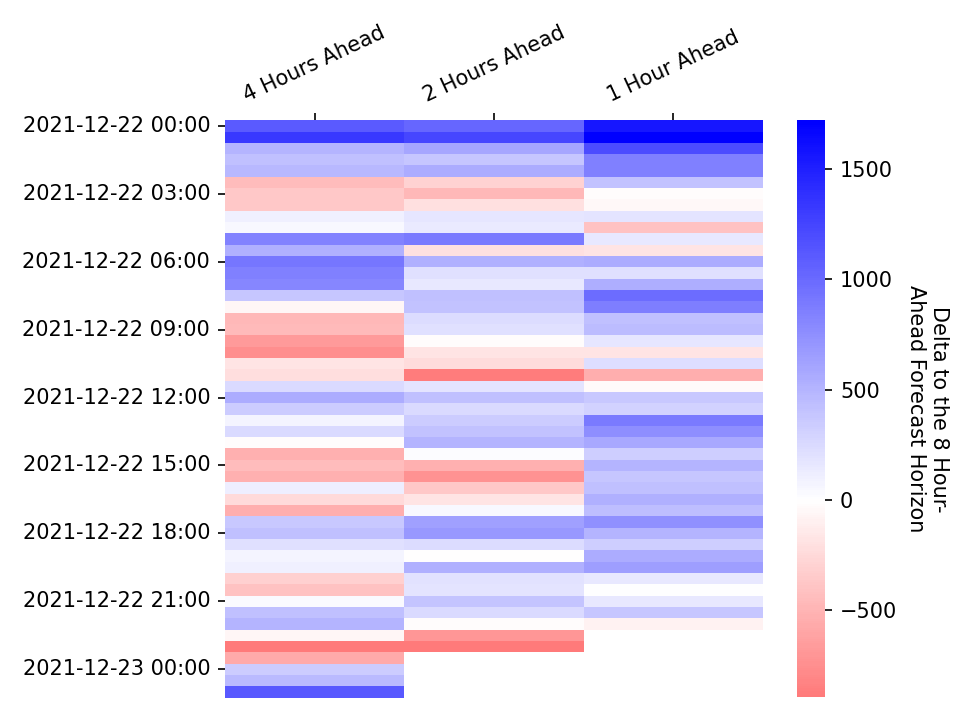 4 Hours Ahead
2 Hours Ahead
1 Hour Ahead
2021-12-22 00:00
2021-12-22 03:00
2021-12-22 06:00
2021-12-22 09:00
2021-12-22 12:00
2021-12-22 15:00
2021-12-22 18:00
2021-12-22 21:00
2021-12-23 00:00
1500
1000
500
0
−500
Delta to the 8 Hour-
Ahead Forecast Horizon